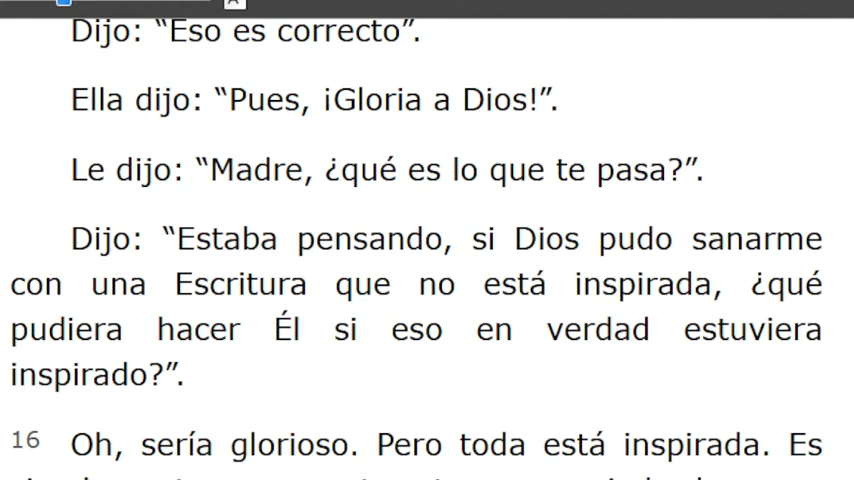 Dijo: “Eso es correcto”.
Ella dijo: “Pues, ¡Gloria a Dios!”.
Le dijo: “Madre, ¿qué es lo que te pasa?”.
Dijo: “Estaba pensando, si Dios pudo sanarme
con una Escritura que no está inspirada, ¿qué
pudiera hacer Él si eso en verdad estuviera
inspirado?”.
16 Oh, sería glorioso. Pero toda está inspirada. Es